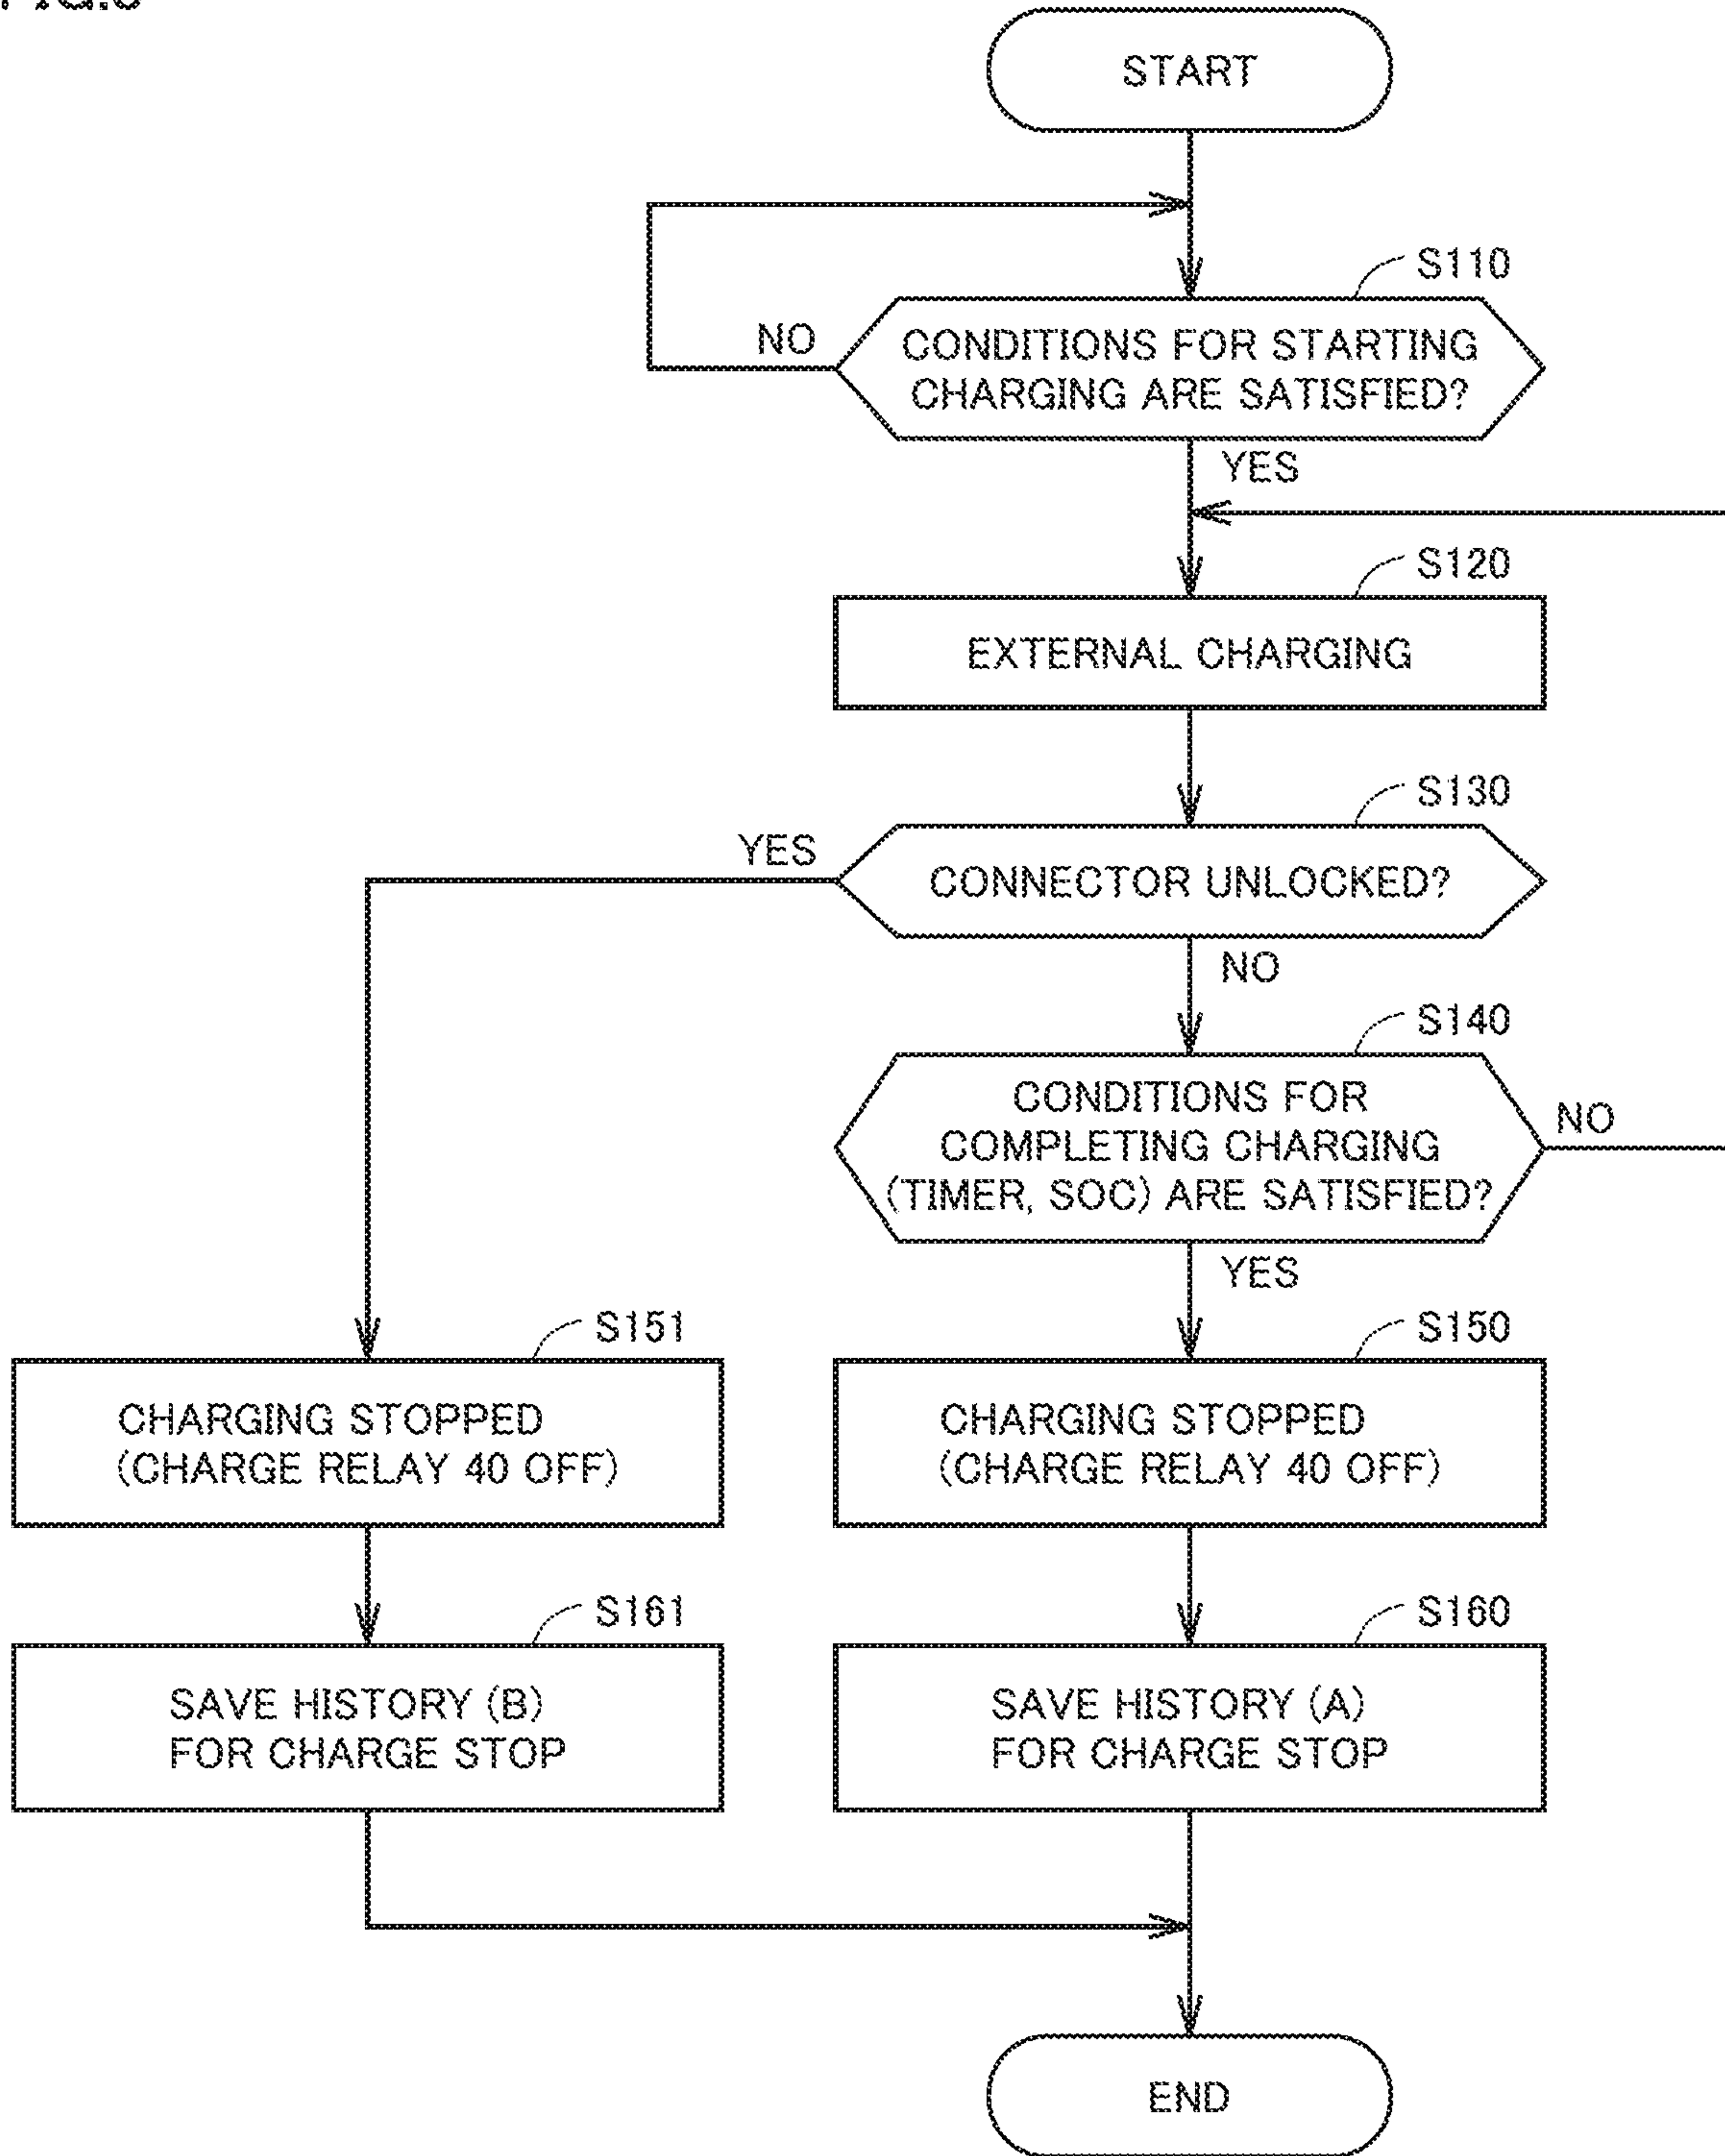 START
S110
NO
CONDITIONS FOR STARTING
CHARGING ARE SATISFIED?
YES
S120
EXTERNAL CHARGING
S130
YES
CONNECTOR UNLOCKED?
NO
S140
CONDITIONS FOR
COMPLETING CHARGING
(TIMER, SOC) ARE SATISFIED?
NO
YES
S151
S150
CHARGING STOPPED
(CHARGE RELAY 40 OFF)
CHARGING STOPPED
(CHARGE RELAY 40 OFF)
S161
S160
SAVE HISTORY (B)
FOR CHARGE STOP
SAVE HISTORY (A)
FOR CHARGE STOP
END